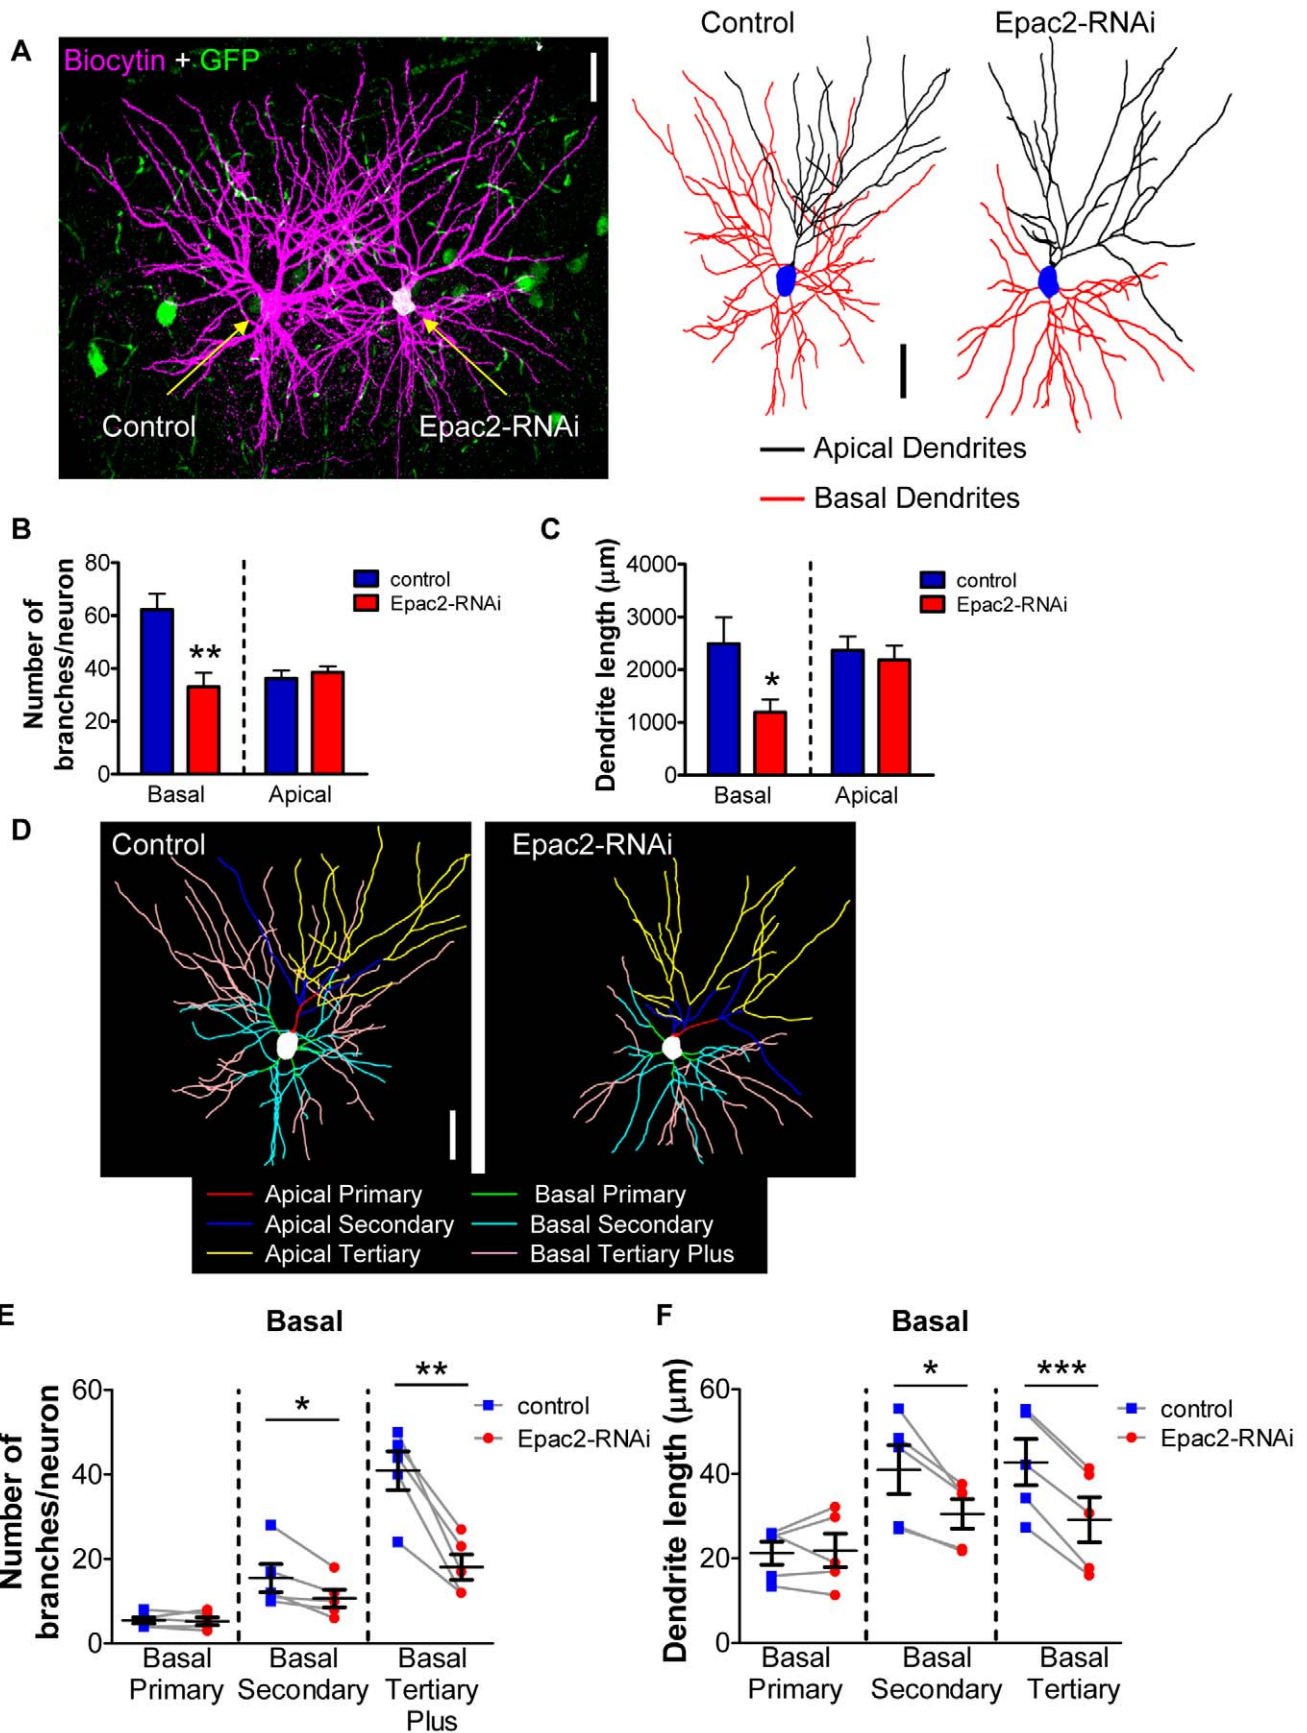 A
Biocytin + GFP
Control
Epac2-RNAi
Control
Epac2-RNAi
Apical Dendrites
Basal Dendrites
B
Number of
branches/neuron
80
60
40
20
0
**
control
Epac2-RNAi
Basal
Apical
C
Dendrite length (μm)
4000
3000
2000
1000
0
*
control
Epac2-RNAi
Basal
Apical
D
Control
Epac2-RNAi
Apical Primary
Basal Primary
Apical Secondary
Basal Secondary
Apical Tertiary
Basal Tertiary Plus
E
Basal
Number of
branches/neuron
60
40
20
0
*
**
control
Epac2-RNAi
Basal
Primary
Basal
Secondary
Basal
Tertiary
Plus
F
Basal
Dendrite length (μm)
60
40
20
0
*
***
control
Epac2-RNAi
Basal
Primary
Basal
Secondary
Basal
Tertiary